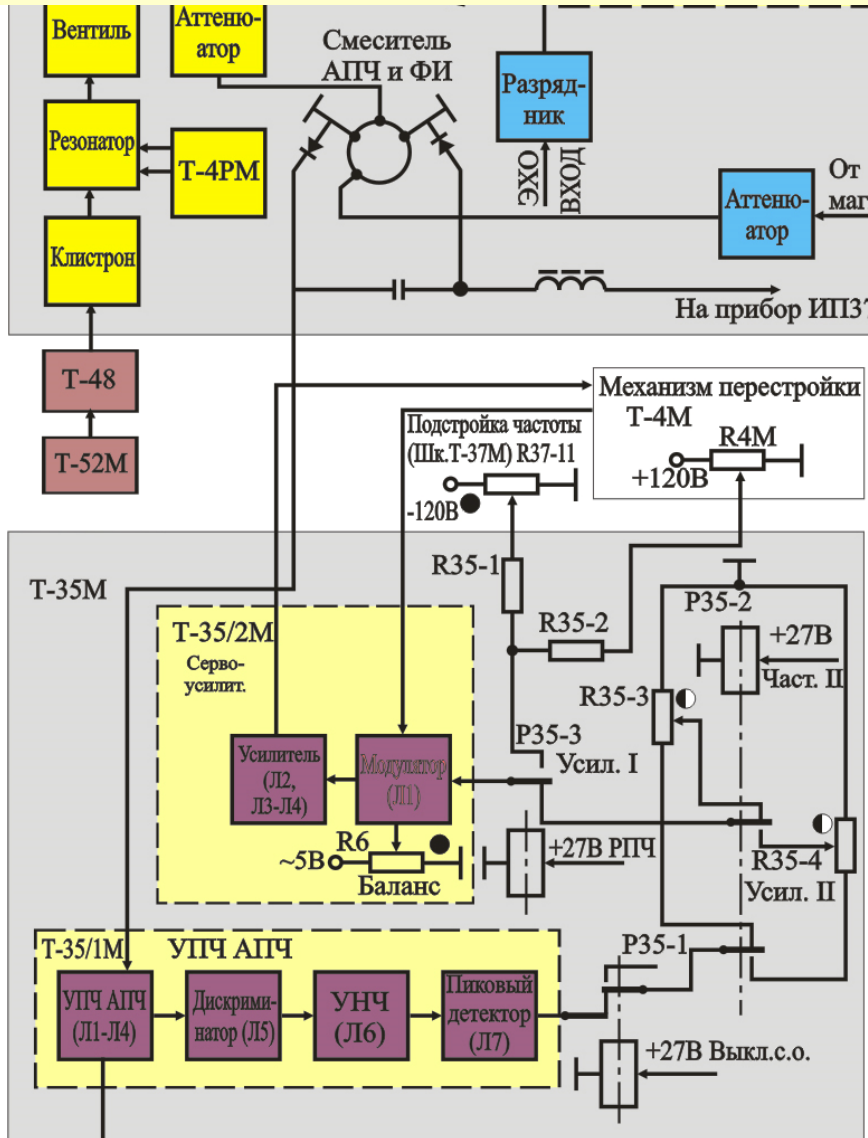 Вентиль
Аттеню-
атор
Смеситель
АПЧ и ФИ
Разряд-
ник
Резонатор
Т-4РМ
ЭХО
ВХОД
Аттеню-
атор
От
маг
Клистрон
На прибор ИП37
Т-48
Т-52М
Механизм перестройки
Т-4М
R4М
+120В
Подстройка частоты
(Шк.Т-37М) R37-11
-120В
Т-35М
R35-1
R35-2
Р35-2
+27В
Част. II
Т-35/2М
Серво-
усилит.
R35-3
Р35-3
Усил. I
Усилитель
(Л2,
Л3-Л4)
Модулятор
(Л1)
R6
~5В
Баланс
+27В РПЧ
R35-4
Усил. II
Т-35/1М
УПЧ АПЧ
Р35-1
УПЧ АПЧ
(Л1-Л4)
Дискрими-
натор (Л5)
УНЧ
(Л6)
Пиковый
детектор
(Л7)
+27В Выкл.с.о.